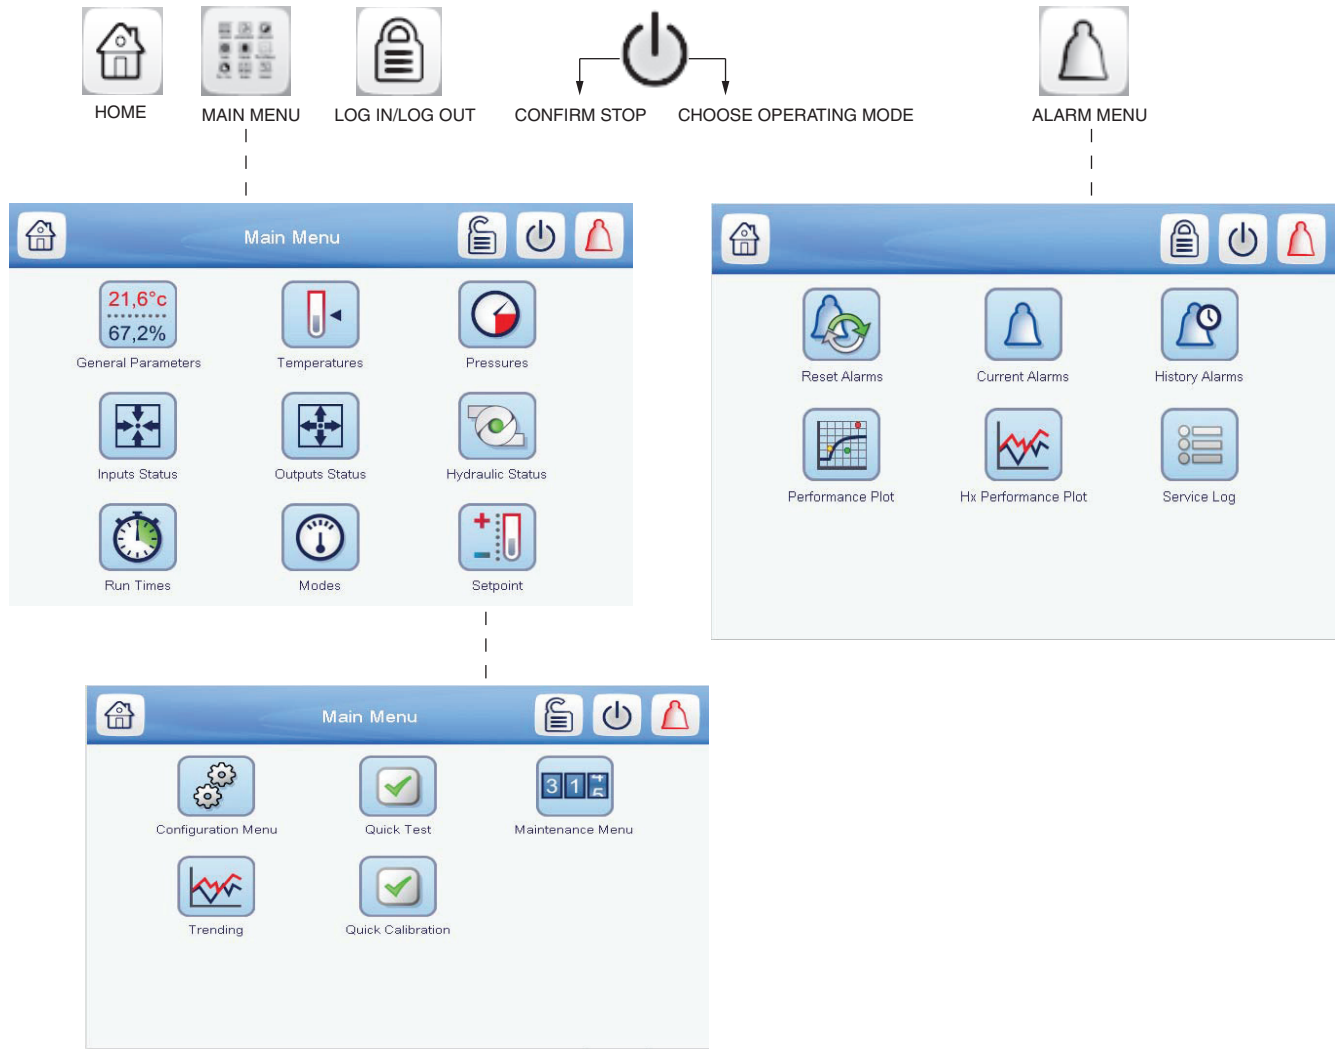 HOME
MAIN MENU
LOG IN/LOG OUT
CONFIRM STOP
CHOOSE OPERATING MODE
ALARM MENU
Main Menu
21,6°c
67,2%
General Parameters
Temperatures
Pressures
Inputs Status
Outputs Status
Hydraulic Status
Run Times
Modes
Setpoint
Reset Alarms
Current Alarms
History Alarms
Performance Plot
Hx Performance Plot
Service Log
Main Menu
3 1 5
Configuration Menu
Quick Test
Maintenance Menu
Trending
Quick Calibration